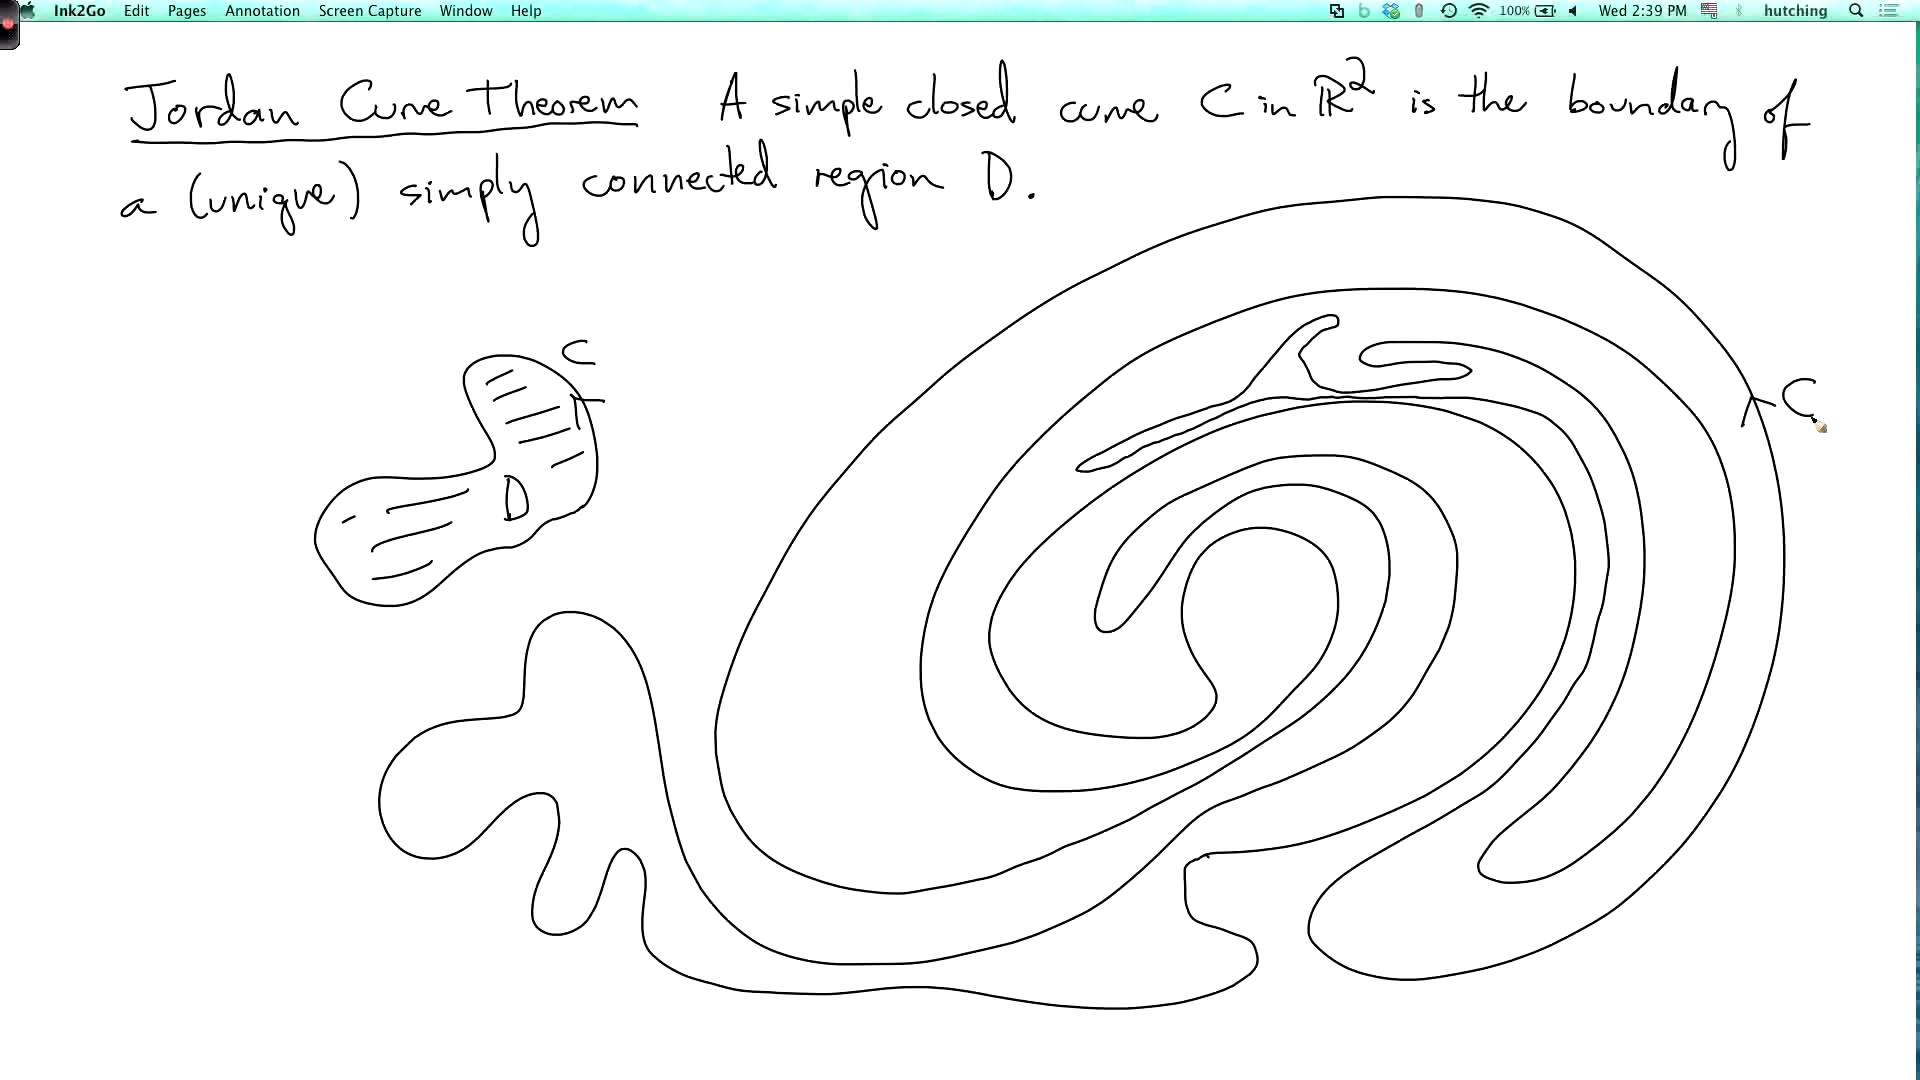 Ink2Go Edit Pages Annotation Screen Capture Window Help 100% Wed 2:39 PM hutching
Jordan Curve Theorem A simple closed curve C in ℝ² is the boundary of
a (unique) simply connected region D.
C
C
D